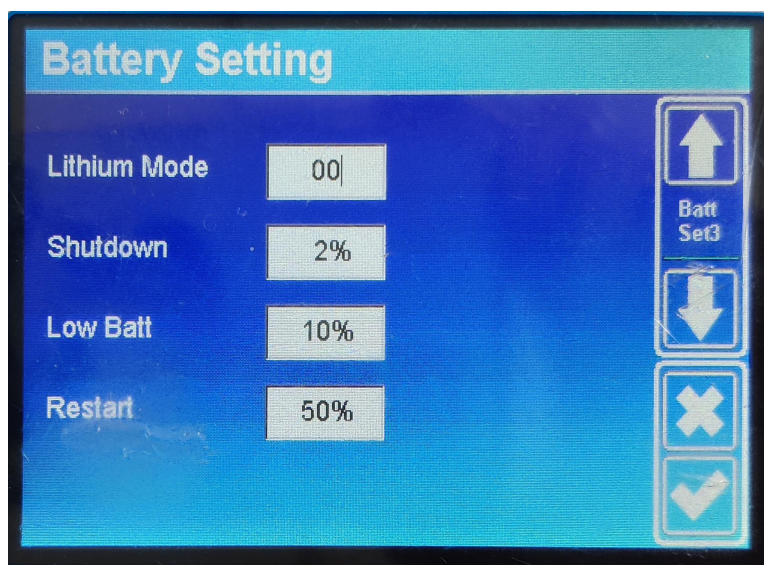 Battery Setting
Lithium Mode 00
Shutdown 2%
Low Batt 10%
Restart 50%
Batt
Set3